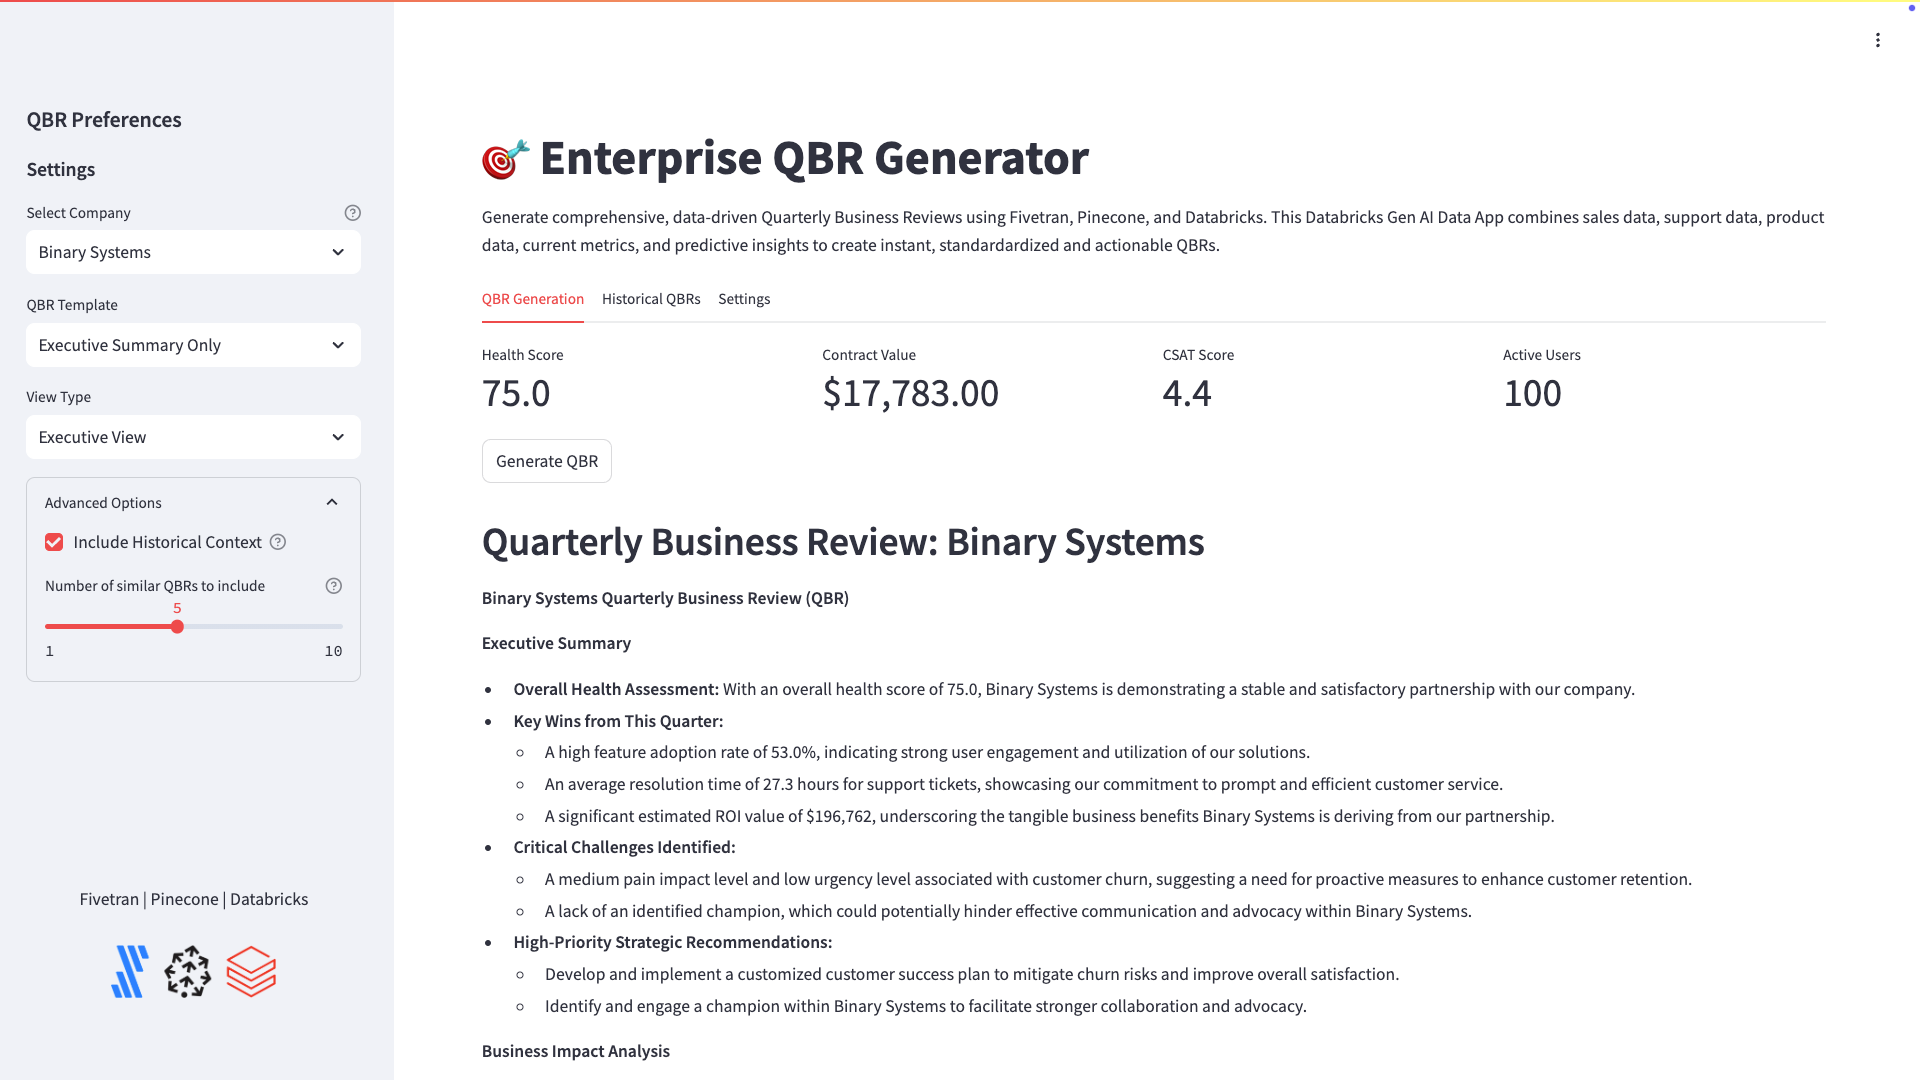 QBR Preferences
Settings
Select Company
Binary Systems
QBR Template
Executive Summary Only
View Type
Executive View
Advanced Options
Include Historical Context
Number of similar QBRs to include
5
1
10
Fivetran | Pinecone | Databricks
Enterprise QBR Generator
Generate comprehensive, data-driven Quarterly Business Reviews using Fivetran, Pinecone, and Databricks. This Databricks Gen AI Data App combines sales data, support data, product
data, current metrics, and predictive insights to create instant, standardardized and actionable QBRs.
QBR Generation
Historical QBRs
Settings
Health Score
75.0
Contract Value
$17,783.00
CSAT Score
4.4
Active Users
100
Generate QBR
Quarterly Business Review: Binary Systems
Binary Systems Quarterly Business Review (QBR)
Executive Summary
Overall Health Assessment: With an overall health score of 75.0, Binary Systems is demonstrating a stable and satisfactory partnership with our company.
Key Wins from This Quarter:
A high feature adoption rate of 53.0%, indicating strong user engagement and utilization of our solutions.
An average resolution time of 27.3 hours for support tickets, showcasing our commitment to prompt and efficient customer service.
A significant estimated ROI value of $196,762, underscoring the tangible business benefits Binary Systems is deriving from our partnership.
Critical Challenges Identified:
A medium pain impact level and low urgency level associated with customer churn, suggesting a need for proactive measures to enhance customer retention.
A lack of an identified champion, which could potentially hinder effective communication and advocacy within Binary Systems.
High-Priority Strategic Recommendations:
Develop and implement a customized customer success plan to mitigate churn risks and improve overall satisfaction.
Identify and engage a champion within Binary Systems to facilitate stronger collaboration and advocacy.
Business Impact Analysis